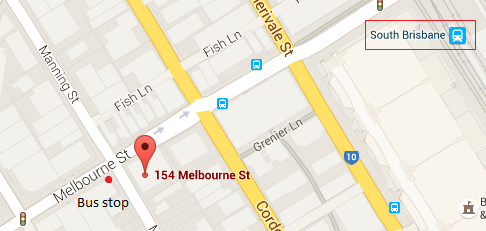 South Brisbane
erivale St
Fish Ln
Manning St
Fish Ln
Grenier Ln
Melbourne St
154 Melbourne St
10
Bus stop
Corde
B
&